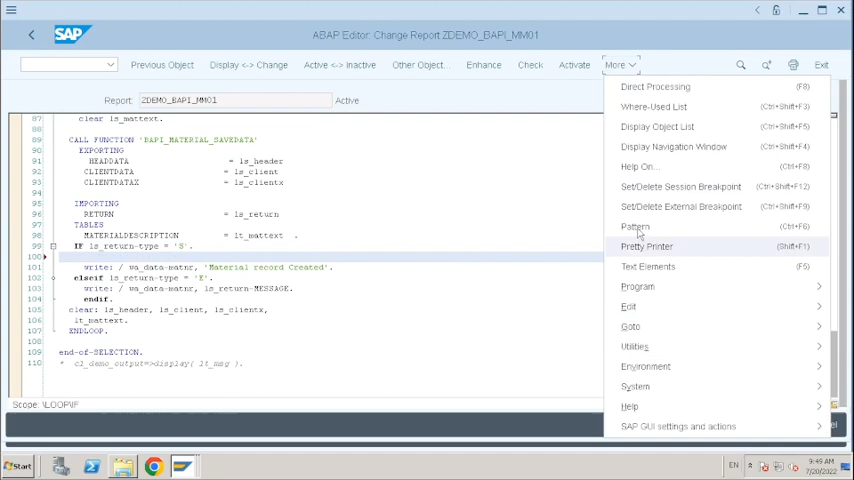 SAP
ABAP Editor: Change Report ZDEMO_BAPI_MM01
Previous Object Display <-> Change Active <-> Inactive Other Object... Enhance Check Activate More Exit
Report: ZDEMO_BAPI_MM01 Active
87 clear ls_mattext.
88
89 CALL FUNCTION 'BAPI_MATERIAL_SAVEDATA'
90 EXPORTING
91 HEADDATA = ls_header
92 CLIENTDATA = ls_client
93 CLIENTDATAX = ls_clientx
94
95 IMPORTING
96 RETURN = ls_return
97 TABLES
98 MATERIALDESCRIPTION = lt_mattext .
99 IF ls_return-type = 'S'.
100
101 write: / wa_data-matnr, 'Material record Created'.
102 elseif ls_return-type = 'E'.
103 write: / wa_data-matnr, ls_return-MESSAGE.
104 endif.
105 clear: ls_header, ls_client, ls_clientx,
106 lt_mattext.
107 ENDLOOP.
108
109 end-of-SELECTION.
110 * cl_demo_output=>display( lt_msg ).
Scope: \LOOP\IF
Direct Processing (F8)
Where-Used List (Ctrl+Shift+F3)
Display Object List (Ctrl+Shift+F5)
Display Navigation Window (Ctrl+Shift+F4)
Help On... (Ctrl+F8)
Set/Delete Session Breakpoint (Ctrl+Shift+F12)
Set/Delete External Breakpoint (Ctrl+Shift+F9)
Pattern (Ctrl+F6)
Pretty Printer (Shift+F1)
Text Elements (F5)
Program
Edit
Goto
Utilities
Environment
System
Help
SAP GUI settings and actions
Start
EN
9:49 AM
7/20/2022